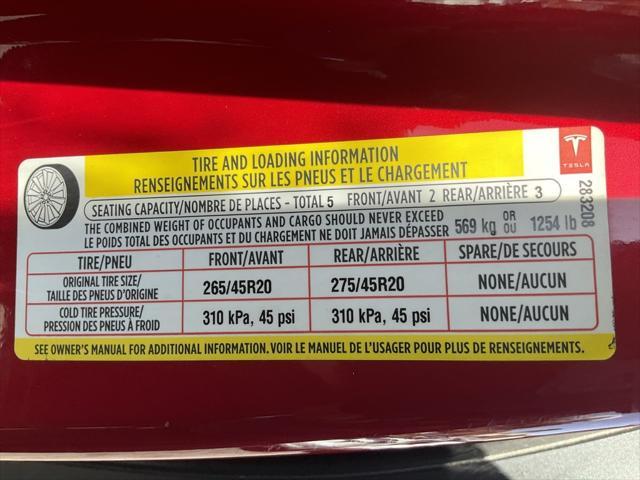 TIRE AND LOADING INFORMATION
RENSEIGNEMENTS SUR LES PNEUS ET LE CHARGEMENT
TESLA
SEATING CAPACITY/NOMBRE DE PLACES - TOTAL 5 FRONT/AVANT 2 REAR/ARRIÈRE 3
283208
THE COMBINED WEIGHT OF OCCUPANTS AND CARGO SHOULD NEVER EXCEED
LE POIDS TOTAL DES OCCUPANTS ET DU CHARGEMENT NE DOIT JAMAIS DÉPASSER
569 kg OR OU 1254 lb
TIRE/PNEU FRONT/AVANT REAR/ARRIÈRE SPARE/DE SECOURS
ORIGINAL TIRE SIZE/
TAILLE DES PNEUS D'ORIGINE
265/45R20 275/45R20 NONE/AUCUN
COLD TIRE PRESSURE/
PRESSION DES PNEUS À FROID
310 kPa, 45 psi 310 kPa, 45 psi NONE/AUCUN
SEE OWNER'S MANUAL FOR ADDITIONAL INFORMATION. VOIR LE MANUEL DE L'USAGER POUR PLUS DE RENSEIGNEMENTS.